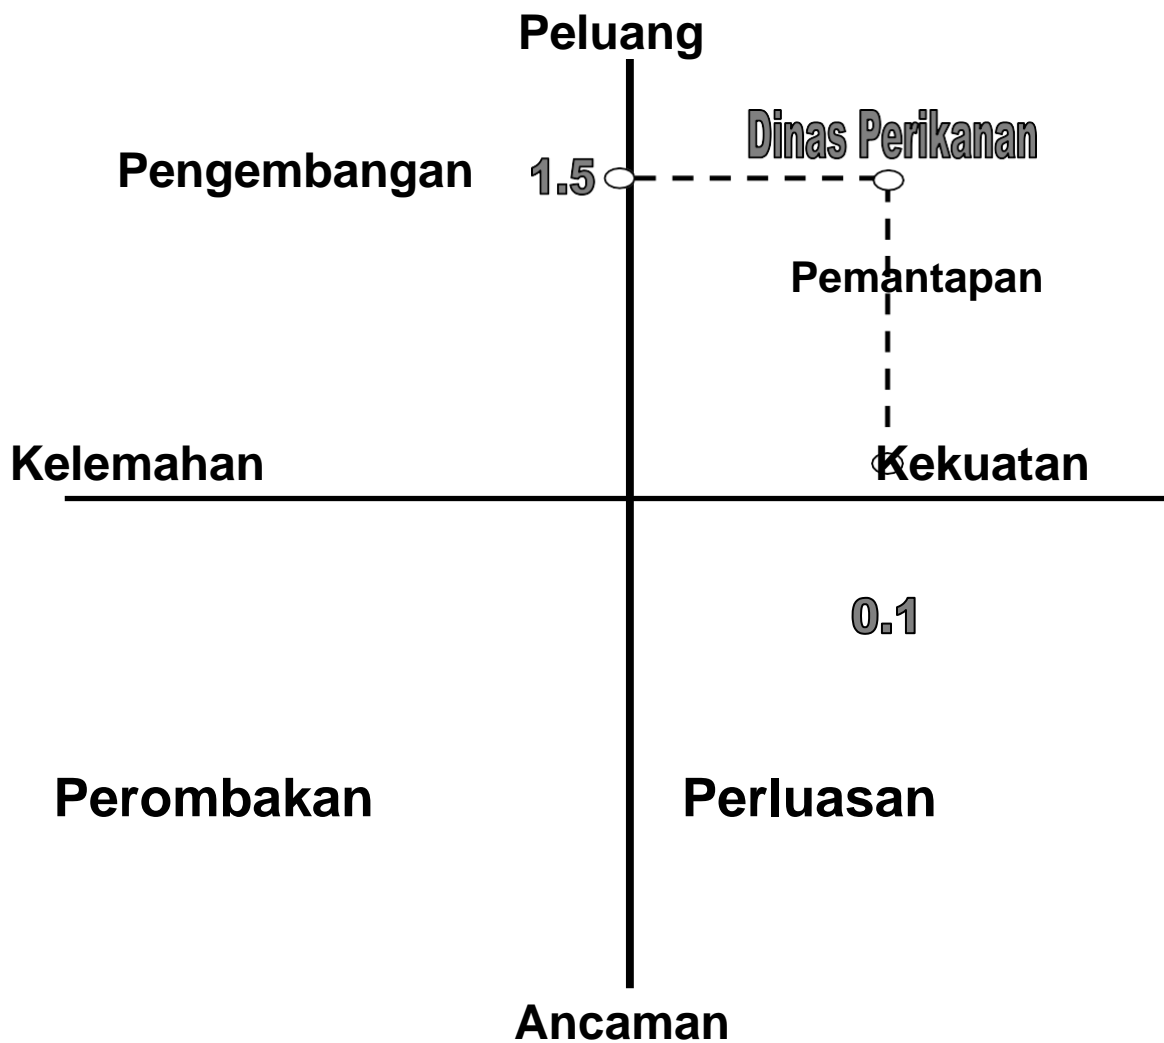 Peluang
Dinas Perikanan
Pengembangan
1.5
Pemantapan
Kelemahan
Kekuatan
0.1
Perombakan
Perluasan
Ancaman